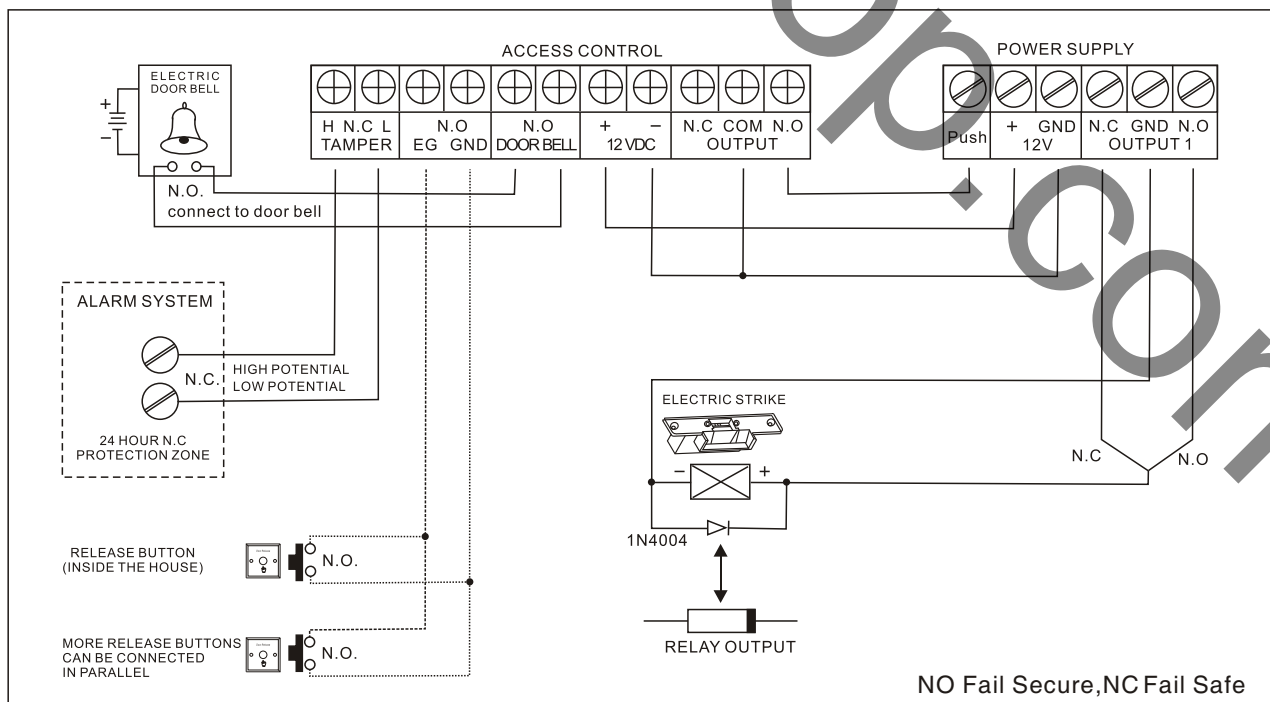 ACCESS CONTROL
POWER SUPPLY
ELECTRIC
DOOR BELL
+
−
H N.C L
TAMPER
N.O
EG GND
N.O
DOOR BELL
+ −
12 VDC
N.C COM N.O
OUTPUT
Push
+ GND
12V
N.C GND N.O
OUTPUT 1
N.O.
connect to door bell
ALARM SYSTEM
N.C.
HIGH POTENTIAL
LOW POTENTIAL
24 HOUR N.C
PROTECTION ZONE
ELECTRIC STRIKE
− +
N.C
N.O
1N4004
RELAY OUTPUT
RELEASE BUTTON
(INSIDE THE HOUSE)
N.O.
MORE RELEASE BUTTONS
CAN BE CONNECTED
IN PARALLEL
N.O.
NO Fail Secure,NC Fail Safe
op.com